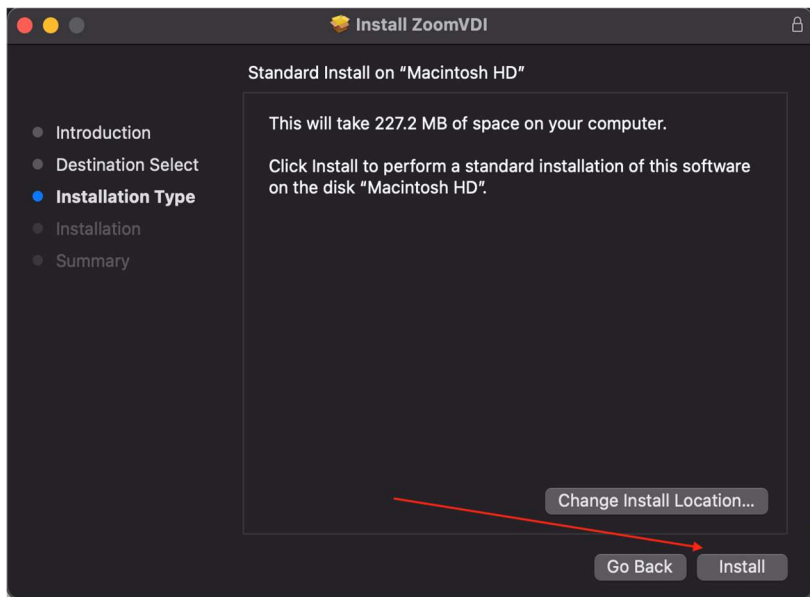 Install ZoomVDI
Standard Install on “Macintosh HD”
Introduction
Destination Select
Installation Type
Installation
Summary
This will take 227.2 MB of space on your computer.
Click Install to perform a standard installation of this software
on the disk “Macintosh HD”.
Change Install Location...
Go Back
Install